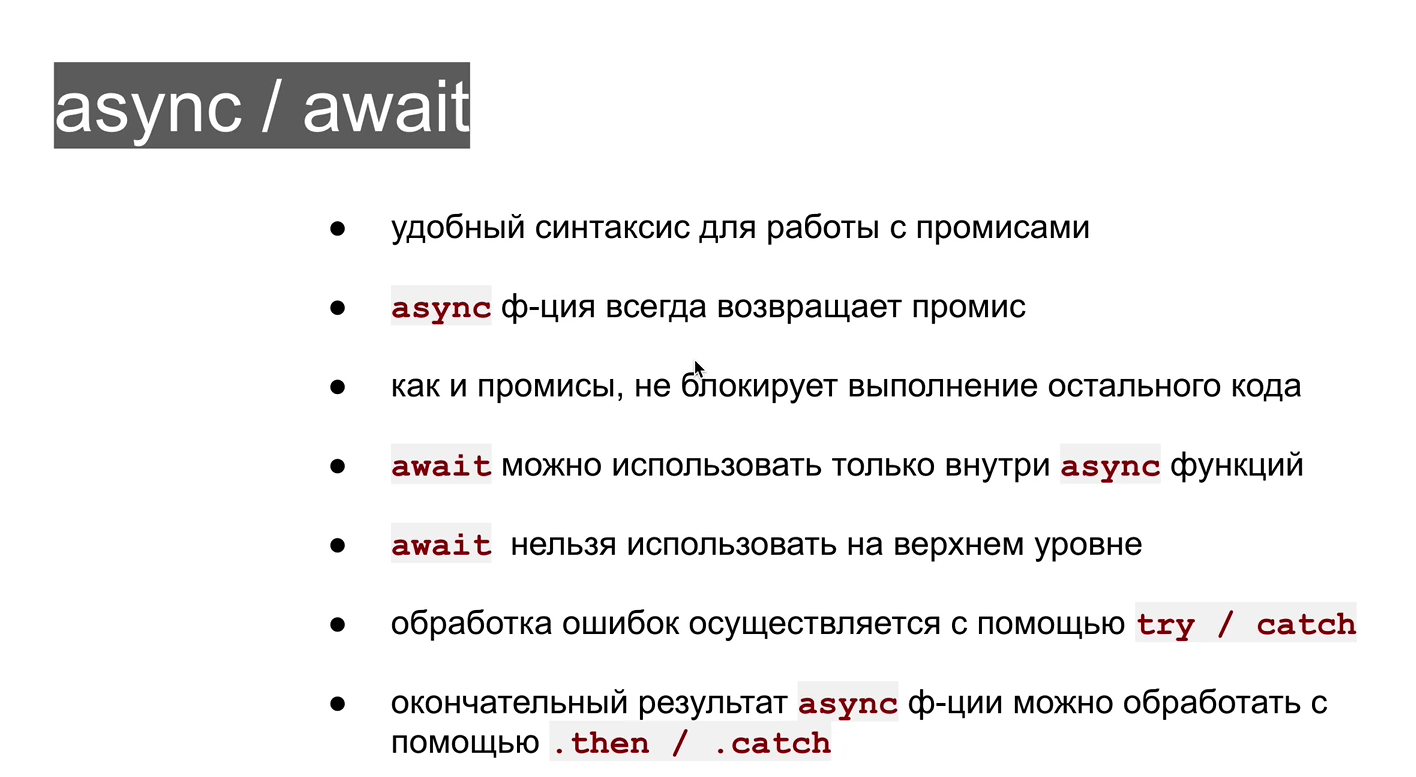 async / await
● удобный синтаксис для работы с промисами
● async ф-ция всегда возвращает промис
● как и промисы, не блокирует выполнение остального кода
● await можно использовать только внутри async функций
● await нельзя использовать на верхнем уровне
● обработка ошибок осуществляется с помощью try / catch
● окончательный результат async ф-ции можно обработать с
помощью .then / .catch